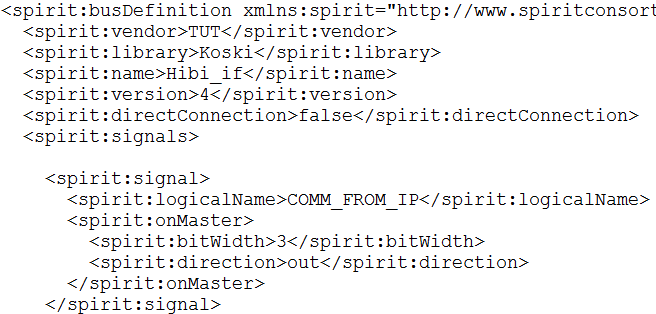 <spirit:busDefinition xmlns:spirit="http://www.spiritconsort
<spirit:vendor>TUT</spirit:vendor>
<spirit:library>Koski</spirit:library>
<spirit:name>Hibi_if</spirit:name>
<spirit:version>4</spirit:version>
<spirit:directConnection>false</spirit:directConnection>
<spirit:signals>
<spirit:signal>
<spirit:logicalName>COMM_FROM_IP</spirit:logicalName>
<spirit:onMaster>
<spirit:bitWidth>3</spirit:bitWidth>
<spirit:direction>out</spirit:direction>
</spirit:onMaster>
</spirit:signal>